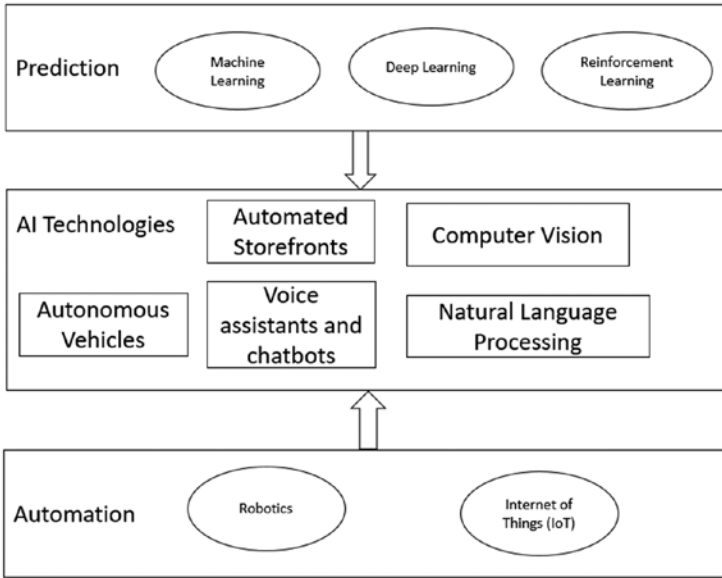 Prediction
Machine
Learning
Deep Learning
Reinforcement
Learning
AI Technologies
Automated
Storefronts
Computer Vision
Autonomous
Vehicles
Voice
assistants and
chatbots
Natural Language
Processing
Automation
Robotics
Internet of
Things (IoT)